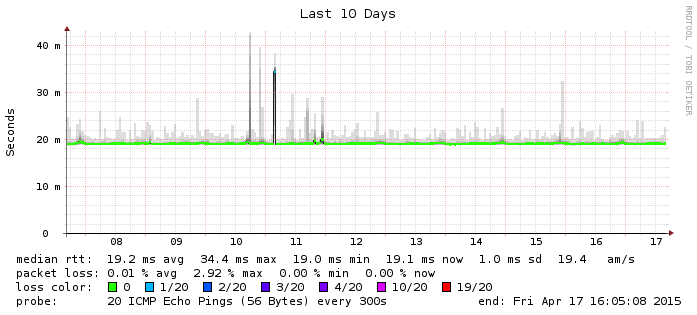 Last 10 Days
RRDTOOL / TOBI OETIKER
Seconds
40 m
30 m
20 m
10 m
0
08 09 10 11 12 13 14 15 16 17
median rtt: 19.2 ms avg 34.4 ms max 19.0 ms min 19.1 ms now 1.0 ms sd 19.4 am/s
packet loss: 0.01 % avg 2.92 % max 0.00 % min 0.00 % now
loss color: 0 1/20 2/20 3/20 4/20 10/20 19/20
probe: 20 ICMP Echo Pings (56 Bytes) every 300s end: Fri Apr 17 16:05:08 2015